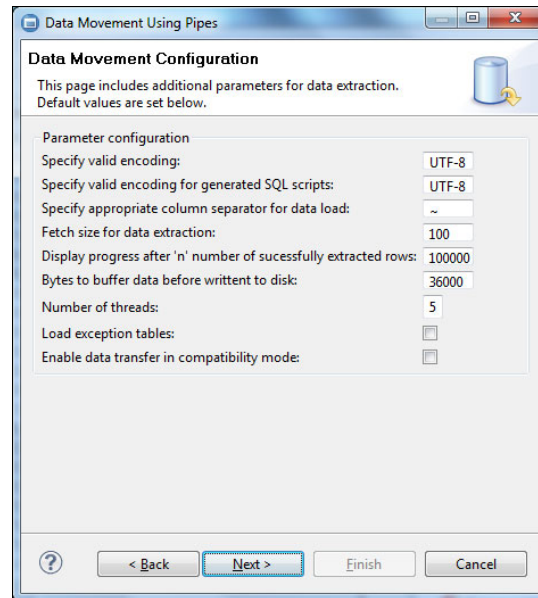 Data Movement Using Pipes
Data Movement Configuration
This page includes additional parameters for data extraction.
Default values are set below.
Parameter configuration
Specify valid encoding: UTF-8
Specify valid encoding for generated SQL scripts: UTF-8
Specify appropriate column separator for data load: ~
Fetch size for data extraction: 100
Display progress after 'n' number of sucessfully extracted rows: 100000
Bytes to buffer data before writtent to disk: 36000
Number of threads: 5
Load exception tables:
Enable data transfer in compatibility mode:
? < Back Next > Finish Cancel